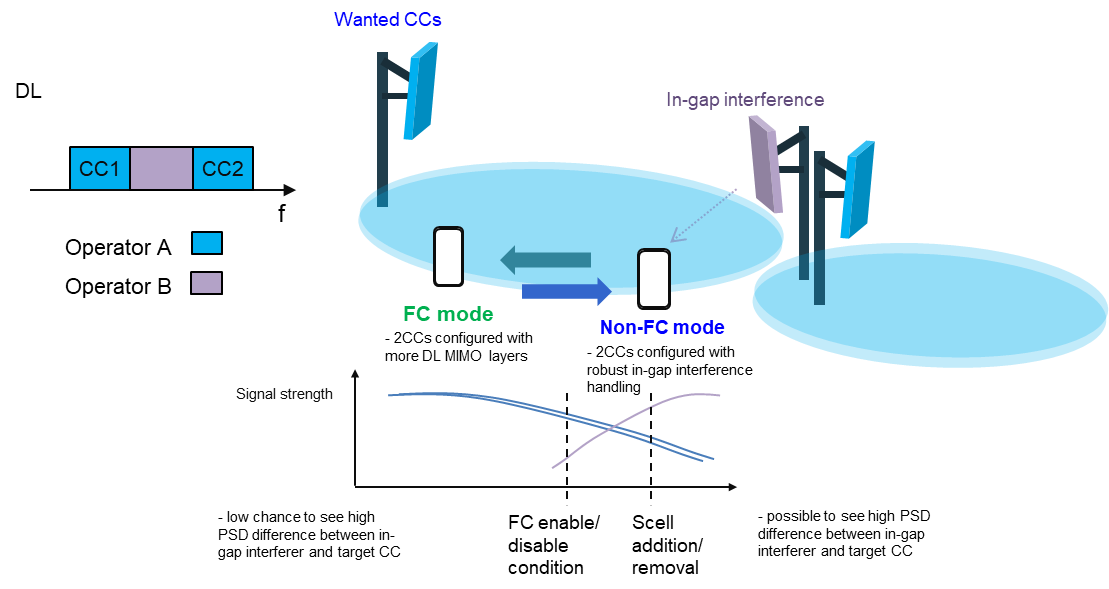 Wanted CCs
DL
In-gap interference
CC1
CC2
f
Operator A
Operator B
FC mode
- 2CCs configured with
more DL MIMO layers
Non-FC mode
- 2CCs configured with
robust in-gap interference
handling
Signal strength
- low chance to see high
PSD difference between in-
gap interferer and target CC
FC enable/
disable
condition
Scell
addition/
removal
- possible to see high PSD
difference between in-gap
interferer and target CC